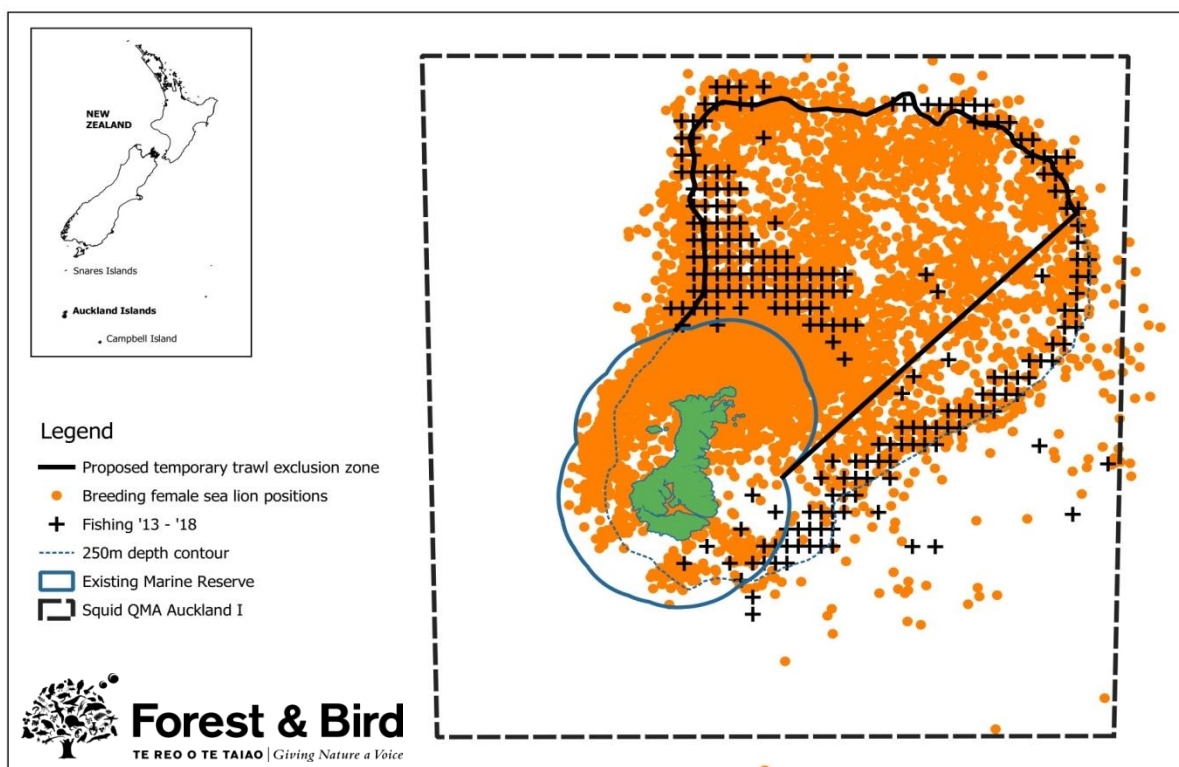 NEW
ZEALAND
Snares Islands
Auckland Islands
Campbell Island
Legend
Proposed temporary trawl exclusion zone
Breeding female sea lion positions
Fishing '13 - '18
250m depth contour
Existing Marine Reserve
Squid QMA Auckland I
Forest & Bird
TE REO O TE TAIAO | Giving Nature a Voice